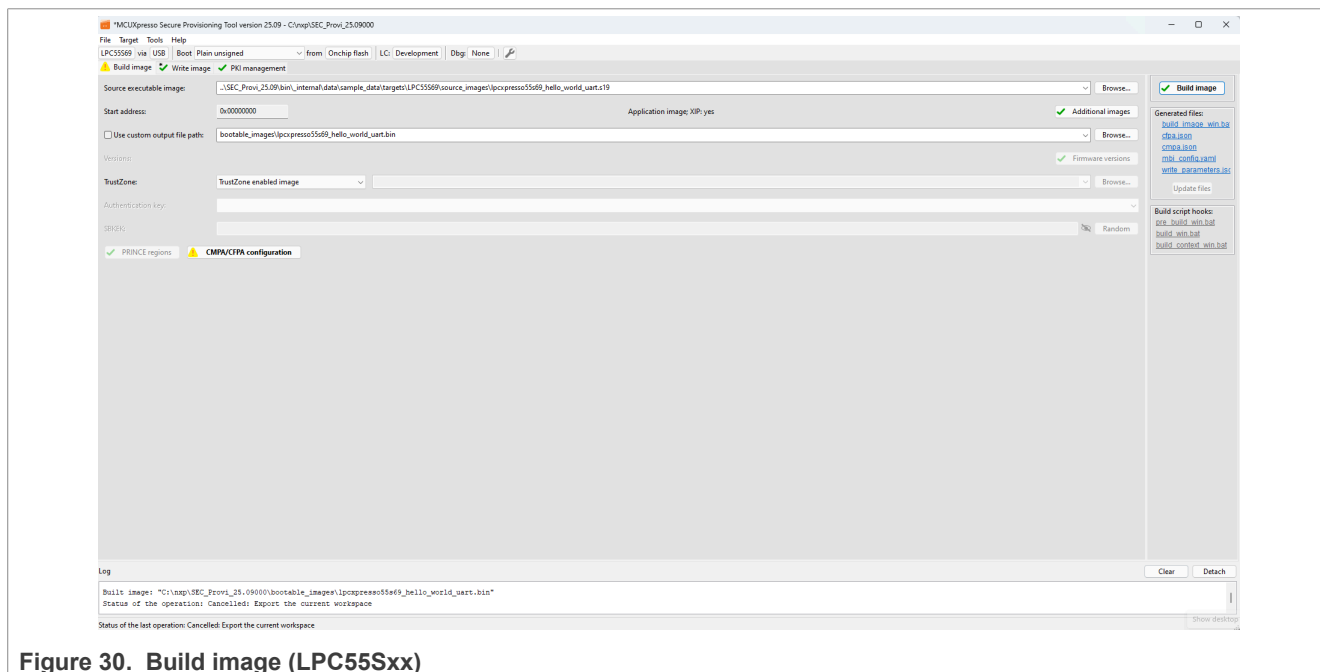 *MCUXpresso Secure Provisioning Tool version 25.09 - C:\nxp\SEC_Provi_25.09000
File Target Tools Help
LPC55S69 via USB Boot Plain unsigned from Onchip flash LC: Development Dbg: None
Build image Write image PKI management
Source executable image: ..\SEC_Provi_25.09\bin\_internal\data\sample_data\targets\LPC55S69\source_images\lpcxpresso55s69_hello_world_uart.s19 Browse... Build image
Start address: 0x00000000 Application image; XIP: yes Additional images
Generated files:
build_image_win.ba
Use custom output file path: bootable_images\lpcxpresso55s69_hello_world_uart.bin Browse...
cfpa.json
cmpa.json
Versions: Firmware versions
mbi_config.yaml
write_parameters.jsc
TrustZone: TrustZone enabled image Browse...
Update files
Authentication key:
Build script hooks:
pre_build_win.bat
SBKEK: Random
build_win.bat
build_context_win.bat
PRINCE regions CMPA/CFPA configuration
Log Clear Detach
Built image: "C:\nxp\SEC_Provi_25.09000\bootable_images\lpcxpresso55s69_hello_world_uart.bin"
Status of the operation: Cancelled: Export the current workspace
Status of the last operation: Cancelled: Export the current workspace
Show desktop
Figure 30. Build image (LPC55Sxx)